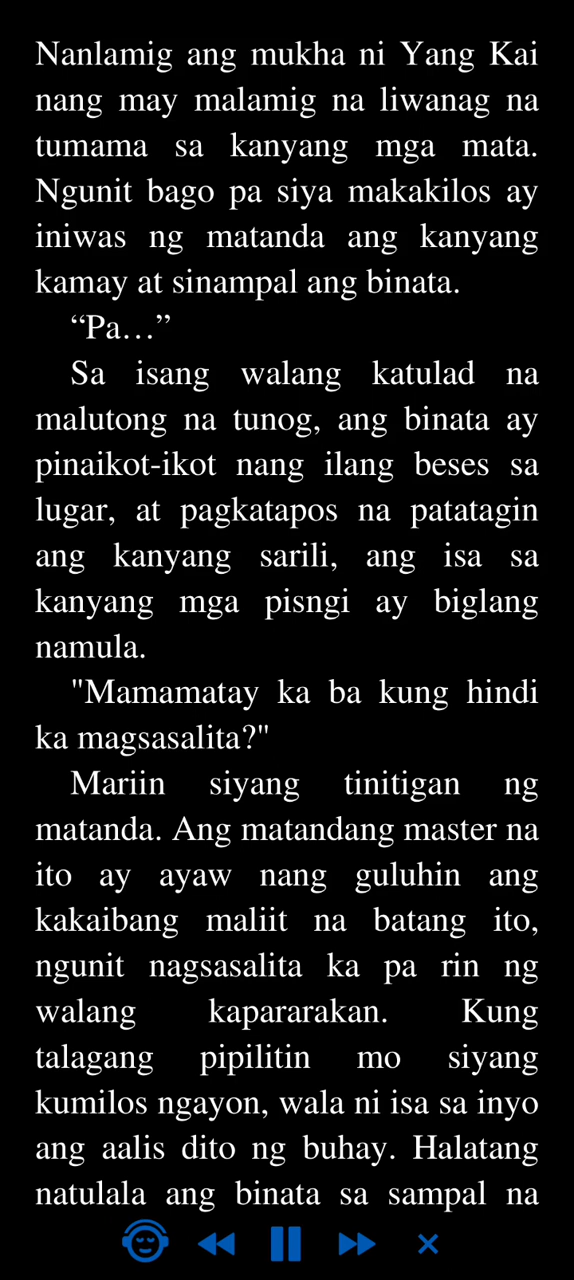 Nanlamig ang mukha ni Yang Kai
nang may malamig na liwanag na
tumama sa kanyang mga mata.
Ngunit bago pa siya makakilos ay
iniwas ng matanda ang kanyang
kamay at sinampal ang binata.
“Pa…”
Sa isang walang katulad na
malutong na tunog, ang binata ay
pinaikot-ikot nang ilang beses sa
lugar, at pagkatapos na patatagin
ang kanyang sarili, ang isa sa
kanyang mga pisngi ay biglang
namula.
"Mamamatay ka ba kung hindi
ka magsasalita?"
Mariin siyang tinitigan ng
matanda. Ang matandang master na
ito ay ayaw nang guluhin ang
kakaibang maliit na batang ito,
ngunit nagsasalita ka pa rin ng
walang kapararakan. Kung
talagang pipilitin mo siyang
kumilos ngayon, wala ni isa sa inyo
ang aalis dito ng buhay. Halatang
natulala ang binata sa sampal na